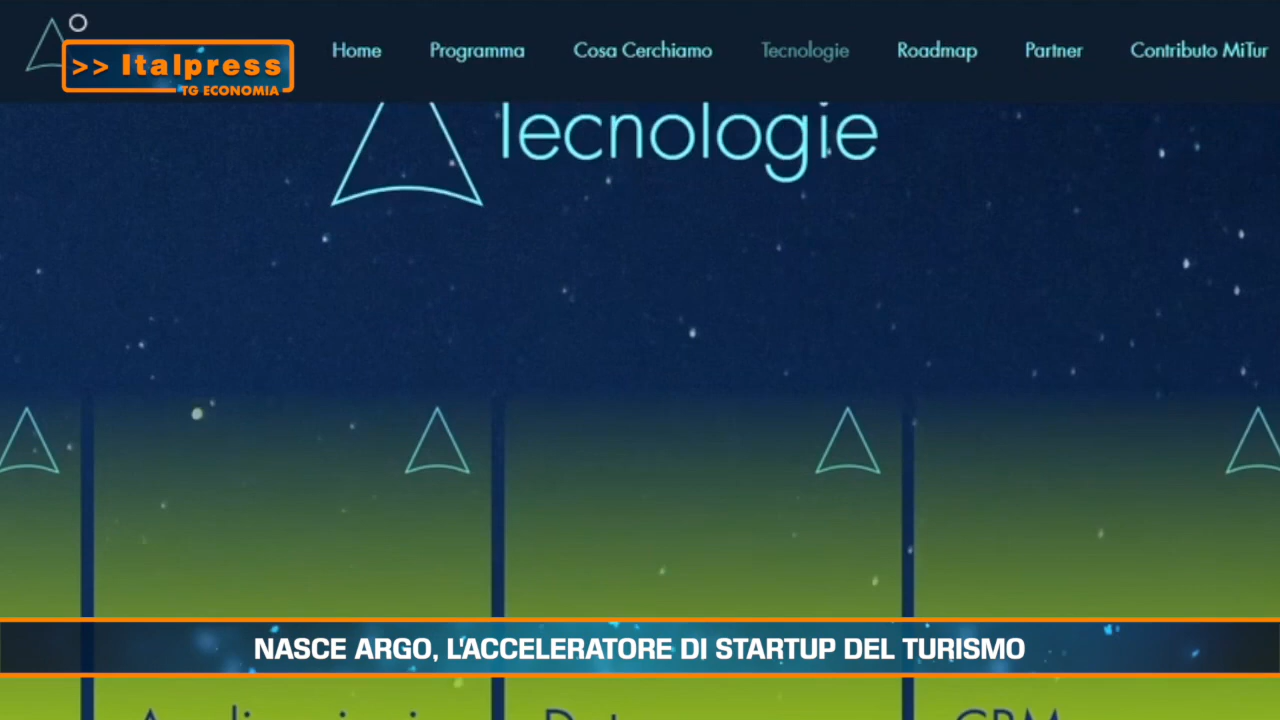 Home Programma Cosa Cerchiamo Tecnologie Roadmap Partner Contributo MiTur
>> Italpress
TG ECONOMIA
Tecnologie
NASCE ARGO, L'ACCELERATORE DI STARTUP DEL TURISMO
CRM